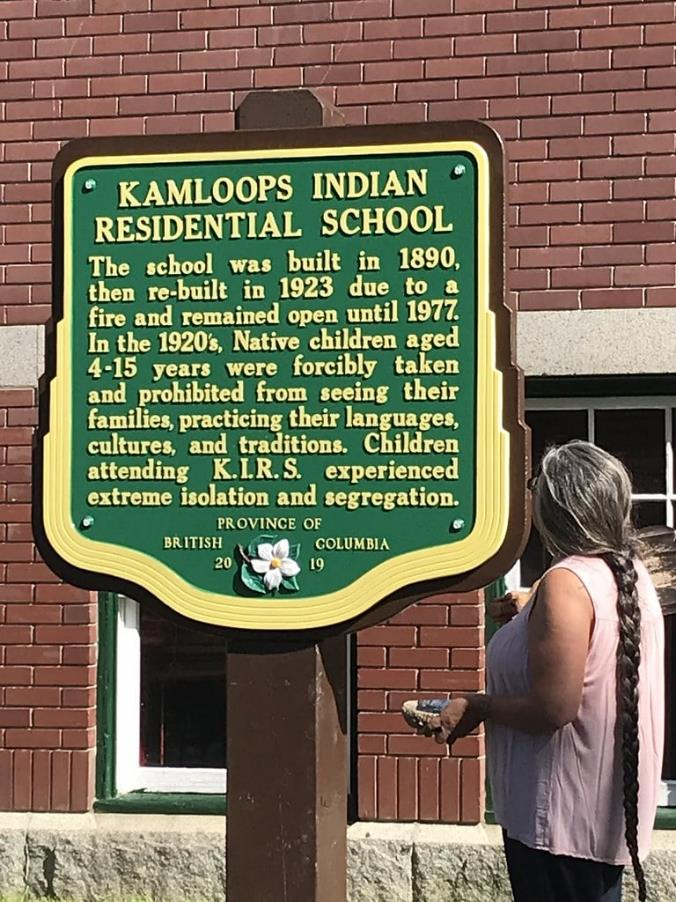 KAMLOOPS INDIAN
RESIDENTIAL SCHOOL
The school was built in 1890,
then re-built in 1923 due to a
fire and remained open until 1977.
In the 1920's, Native children aged
4-15 years were forcibly taken
and prohibited from seeing their
families, practicing their languages,
cultures, and traditions. Children
attending K.I.R.S. experienced
extreme isolation and segregation.
PROVINCE OF
BRITISH COLUMBIA
20 19